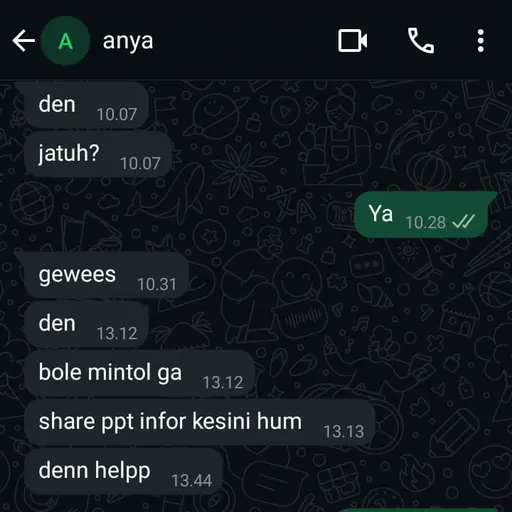 A anya
den 10.07
jatuh? 10.07
Ya 10.28
gewees 10.31
den 13.12
bole mintol ga 13.12
share ppt infor kesini hum 13.13
denn helpp 13.44